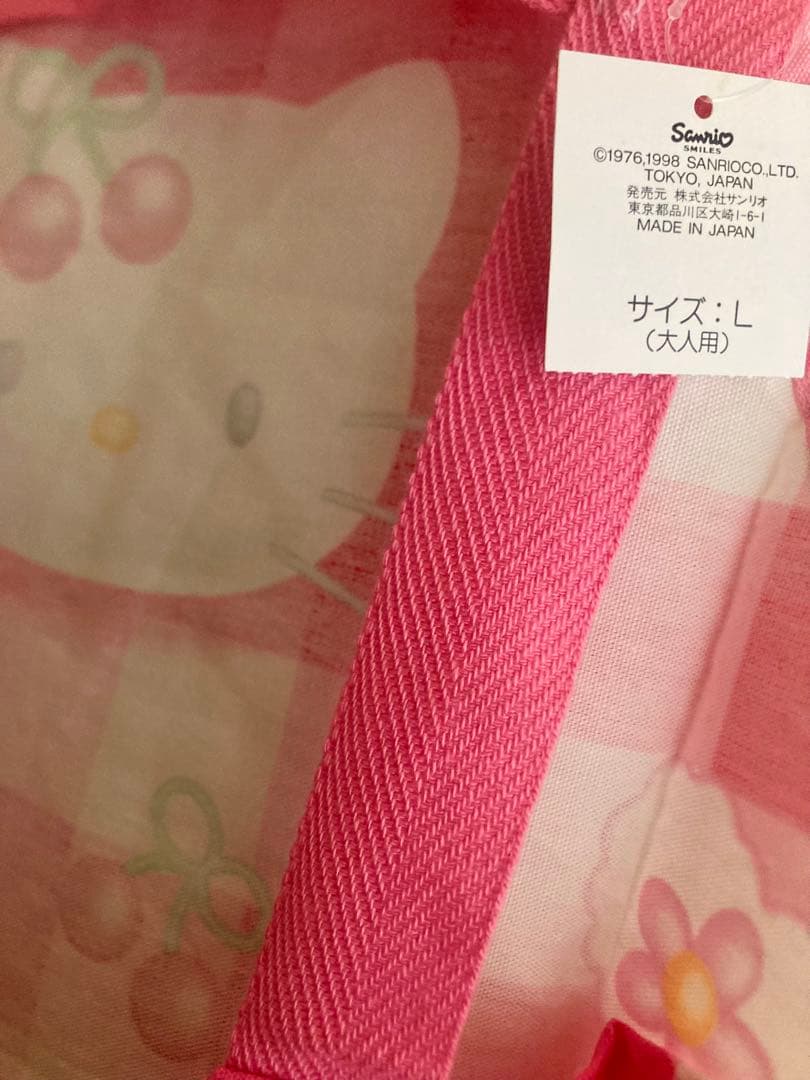 Sanrio
SMILES
©1976,1998 SANRIOCO.,LTD.
TOKYO, JAPAN
発売元 株式会社サンリオ
東京都品川区大崎1-6-1
MADE IN JAPAN
サイズ：L
（大人用）